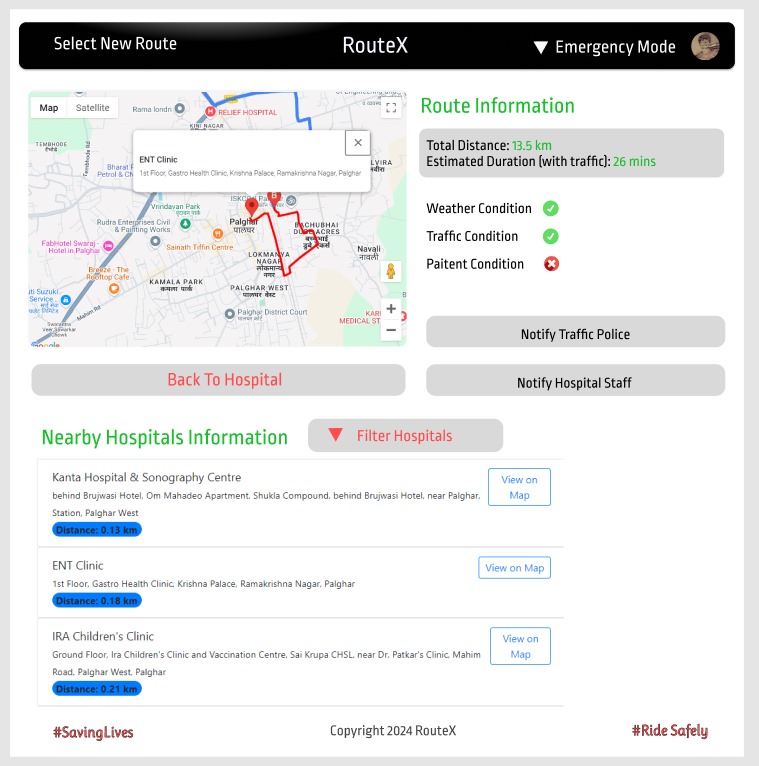 Select New Route
RouteX
▼ Emergency Mode
Map
Satellite
Rama londri
RELIEF HOSPITAL
KINI NAGAR
TEMBHODE
टेंभोडे
Tembhode Rd
ENT Clinic
1st Floor, Gastro Health Clinic, Krishna Palace, Ramakrishna Nagar, Palghar
Vrindavan Park
वृंदावन पार्क
Rudra Enterprises Civil
- Painting Works
Sainath Tiffin Centre
FabHotel Swaraj -
Hotel in Palghar
Breeze - The
Rooftop Cafe...
KAMALA PARK
कमला पार्क
Palghar
पालघर
LOKMANYA
NAGAR
लोकमान्य
नगर
BACHUBHAI
DUDE ACRES
Navali
नावली
PALGHAR WEST
पालघर वेस्ट
Palghar District Court
MEDICAL ST
Route Information
Total Distance: 13.5 km
Estimated Duration (with traffic): 26 mins
Weather Condition
Traffic Condition
Paitent Condition
Notify Traffic Police
Back To Hospital
Notify Hospital Staff
Nearby Hospitals Information
▼ Filter Hospitals
Kanta Hospital & Sonography Centre
behind Brujwasi Hotel, Om Mahadeo Apartment, Shukla Compound, behind Brujwasi Hotel, near Palghar,
Station, Palghar West
Distance: 0.13 km
View on
Map
ENT Clinic
1st Floor, Gastro Health Clinic, Krishna Palace, Ramakrishna Nagar, Palghar
Distance: 0.18 km
View on Map
IRA Children's Clinic
Ground Floor, Ira Children's Clinic and Vaccination Centre, Sai Krupa CHSL, near Dr. Patkar's Clinic, Mahim
Road, Palghar West, Palghar
Distance: 0.21 km
View on
Map
#SavingLives
Copyright 2024 RouteX
#Ride Safely